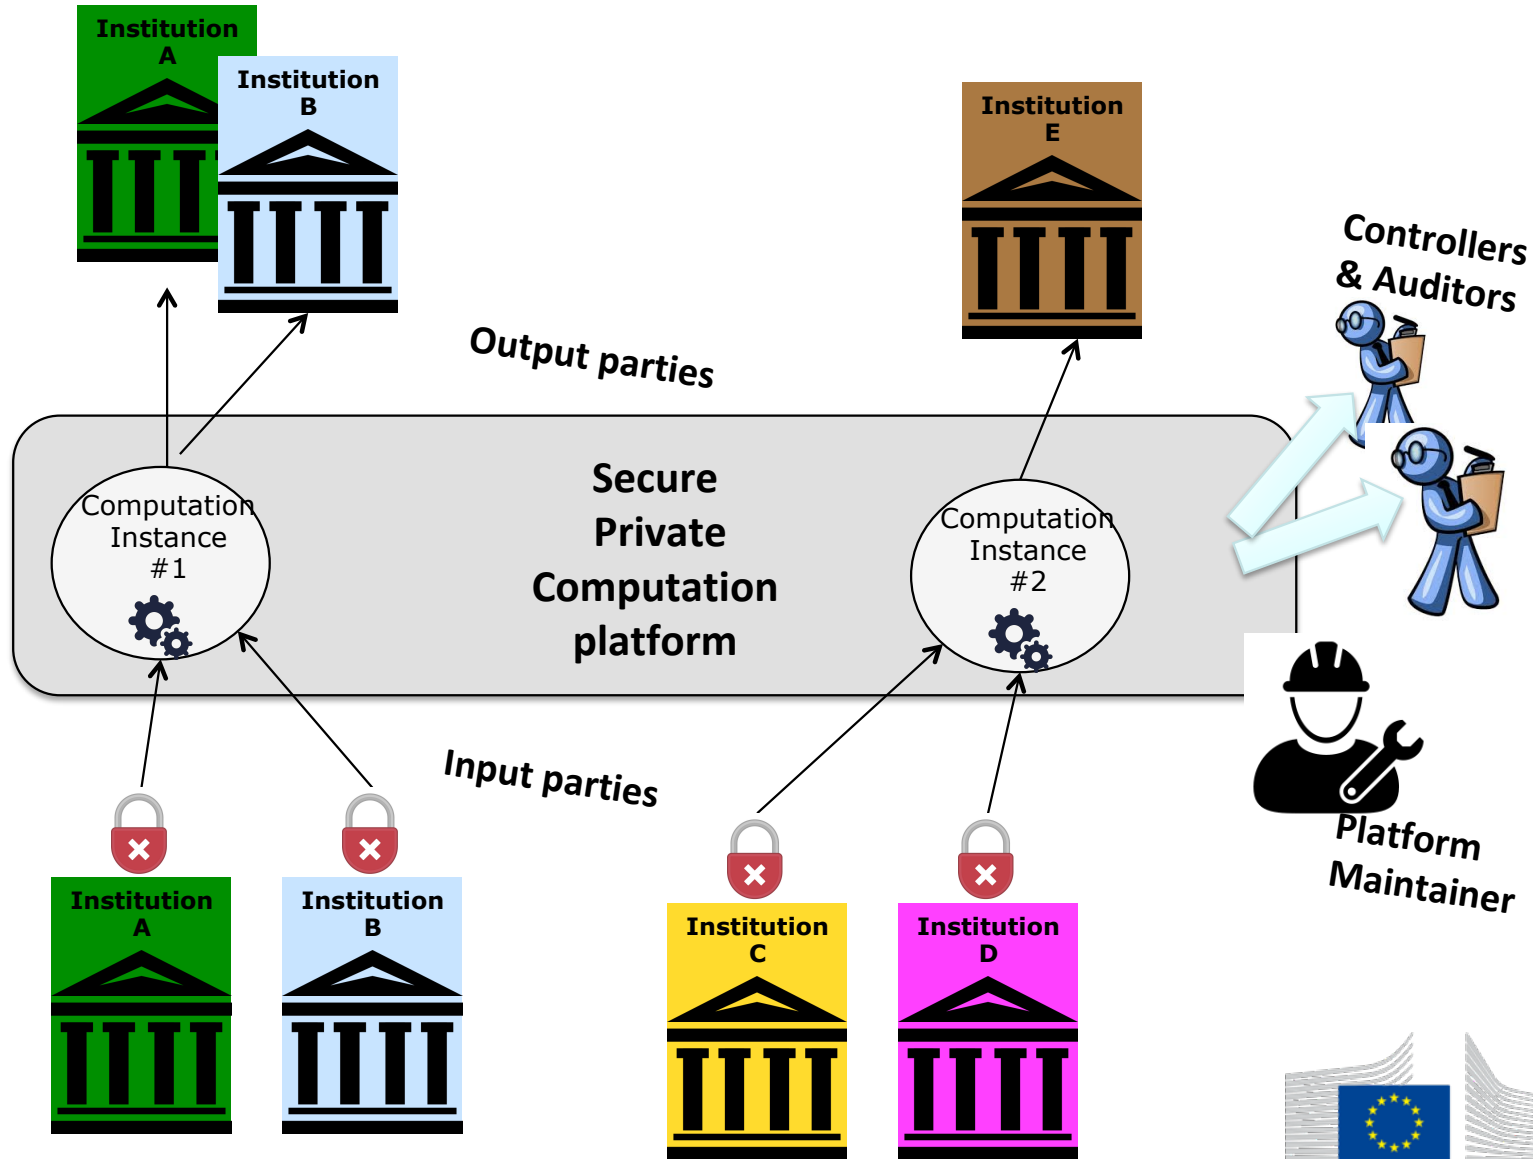 Institution
A
Institution
B
Institution
E
Controllers
& Auditors
Output parties
Computation
Instance
#1
Secure
Private
Computation
platform
Computation
Instance
#2
Input parties
Platform
Maintainer
Institution
A
Institution
B
Institution
C
Institution
D